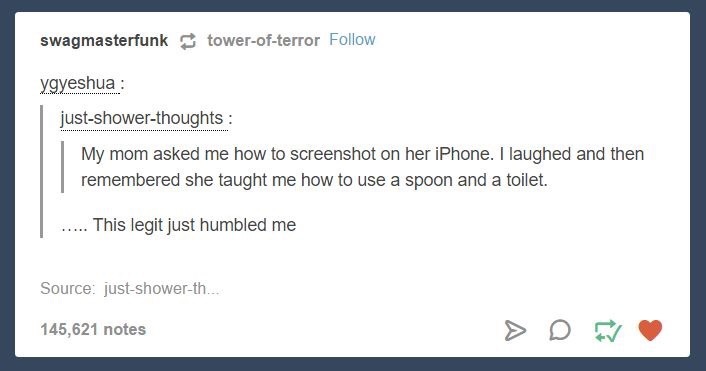 swagmasterfunk tower-of-terror Follow
ygyeshua :
just-shower-thoughts :
My mom asked me how to screenshot on her iPhone. I laughed and then
remembered she taught me how to use a spoon and a toilet.
..... This legit just humbled me
Source: just-shower-th...
145,621 notes